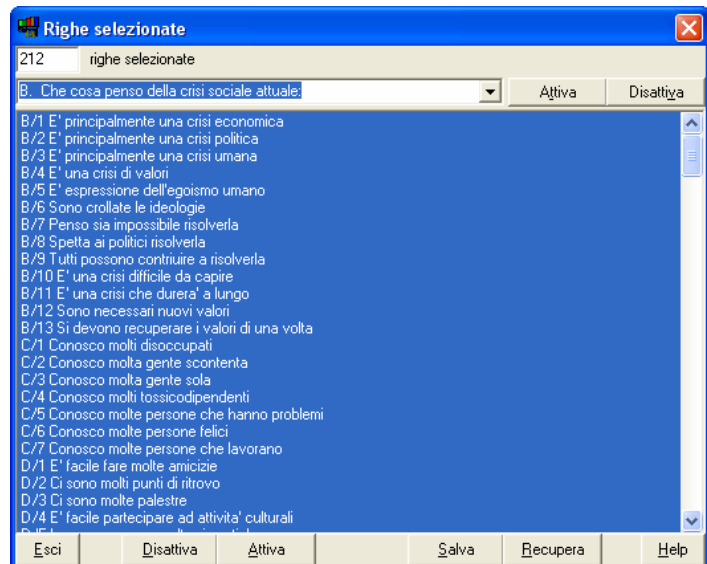 Righe selezionate
212 righe selezionate
B. Che cosa penso della crisi sociale attuale: Attiva Disattiva
B/1 E' principalmente una crisi economica
B/2 E' principalmente una crisi politica
B/3 E' principalmente una crisi umana
B/4 E' una crisi di valori
B/5 E' espressione dell'egoismo umano
B/6 Sono crollate le ideologie
B/7 Penso sia impossibile risolverla
B/8 Spetta ai politici risolverla
B/9 Tutti possono contriuire a risolverla
B/10 E' una crisi difficile da capire
B/11 E' una crisi che durera' a lungo
B/12 Sono necessari nuovi valori
B/13 Si devono recuperare i valori di una volta
C/1 Conosco molti disoccupati
C/2 Conosco molta gente scontenta
C/3 Conosco molta gente sola
C/4 Conosco molti tossicodipendenti
C/5 Conosco molte persone che hanno problemi
C/6 Conosco molte persone felici
C/7 Conosco molte persone che lavorano
D/1 E' facile fare molte amicizie
D/2 Ci sono molti punti di ritrovo
D/3 Ci sono molte palestre
D/4 E' facile partecipare ad attivita' culturali
Esci Disattiva Attiva Salva Recupera Help